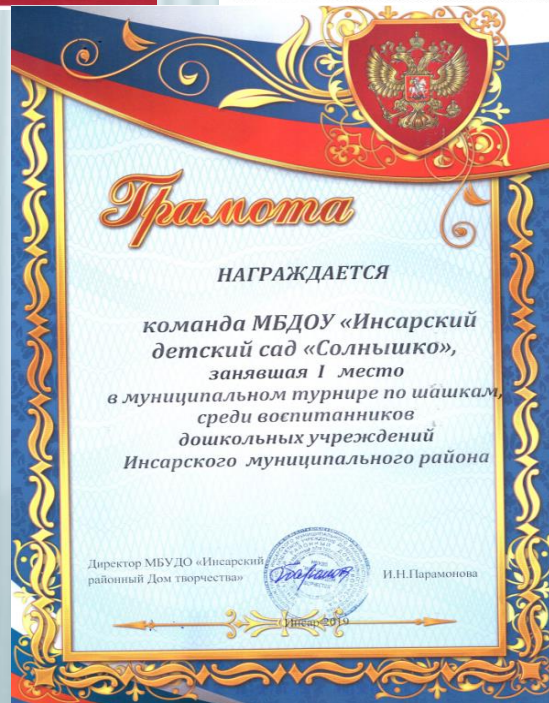 Грамота
НАГРАЖДАЕТСЯ
команда МБДОУ «Инсарский
детский сад «Солнышко»,
занявшая I место
в муниципальном турнире по шашкам,
среди воспитанников
дошкольных учреждений
Инсарского муниципального района
Директор МБУДО «Инсарский
районный Дом творчества»
И.Н.Парамонова
Инсар 2019